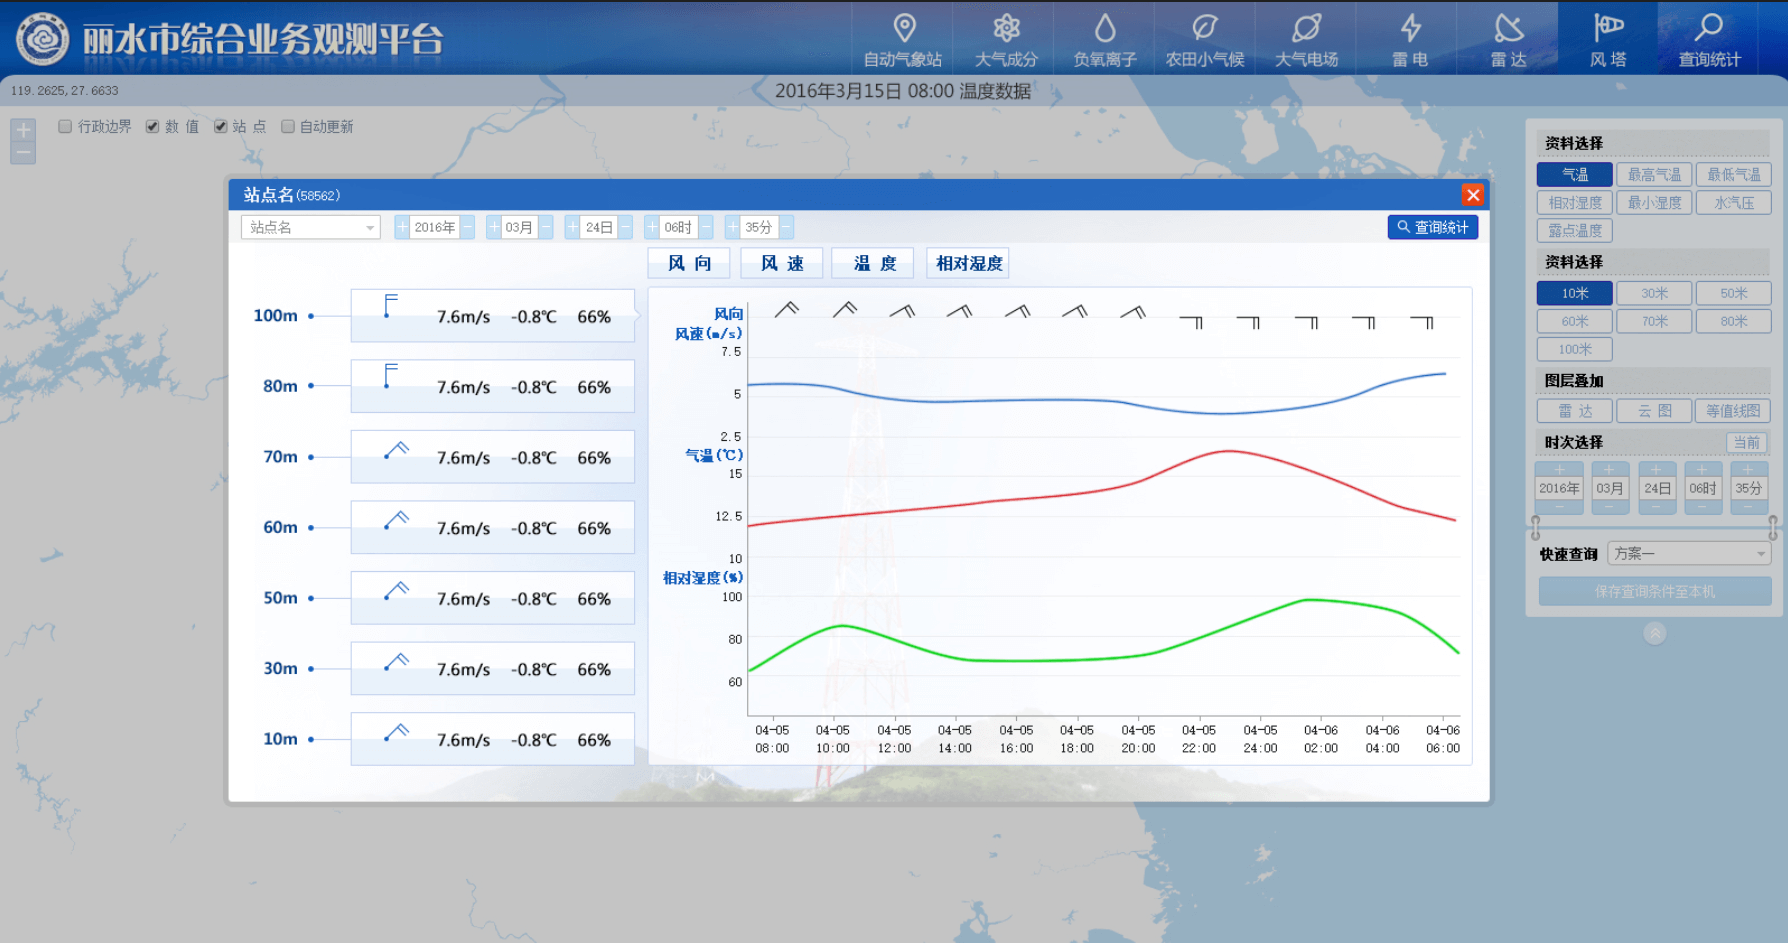 丽水市综合业务观测平台
自动气象站 大气成分 负氧离子 农田小气候 大气电场 雷电 雷达 风塔 查询统计
119.2625,27.6633
2016年3月15日 08:00 温度数据
行政边界 数值 站点 自动更新
站点名(58562)
站点名 2016年 03月 24日 06时 35分 查询统计
风向 风速 温度 相对湿度
100m 7.6m/s -0.8℃ 66%
80m 7.6m/s -0.8℃ 66%
70m 7.6m/s -0.8℃ 66%
60m 7.6m/s -0.8℃ 66%
50m 7.6m/s -0.8℃ 66%
30m 7.6m/s -0.8℃ 66%
10m 7.6m/s -0.8℃ 66%
风向
风速(m/s)
7.5
5
2.5
气温(℃)
15
12.5
10
相对湿度(%)
100
80
60
04-05 04-05 04-05 04-05 04-05 04-05 04-05 04-05 04-05 04-06 04-06 04-06
08:00 10:00 12:00 14:00 16:00 18:00 20:00 22:00 24:00 02:00 04:00 06:00
资料选择
气温 最高气温 最低气温
相对湿度 最小湿度 水汽压
露点温度
资料选择
10米 30米 50米
60米 70米 80米
100米
图层叠加
雷达 云图 等值线图
时次选择 当前
2016年 03月 24日 06时 35分
快速查询 方案一
保存查询条件至本机